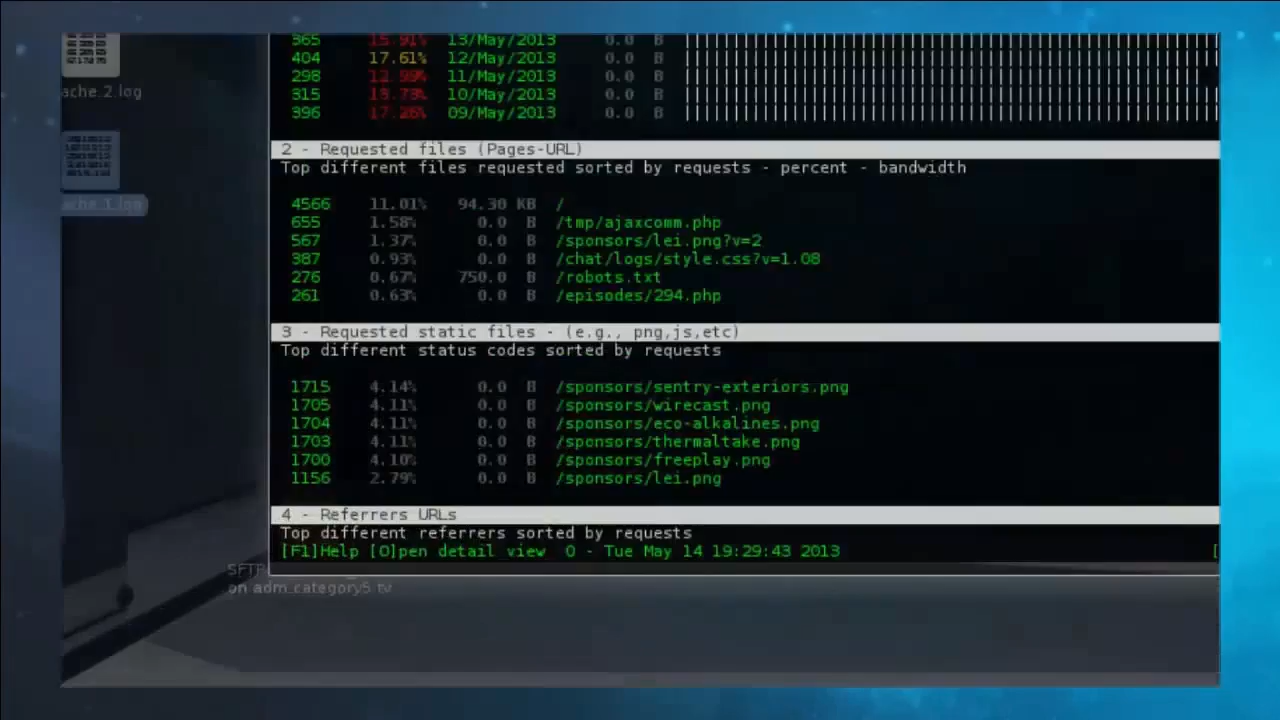 ache.2.log
ache.1.log
365 15.91% 13/May/2013 0.0 B
404 17.61% 12/May/2013 0.0 B
298 12.99% 11/May/2013 0.0 B
315 13.73% 10/May/2013 0.0 B
396 17.26% 09/May/2013 0.0 B
2 - Requested files (Pages-URL)
Top different files requested sorted by requests - percent - bandwidth
4566 11.01% 94.30 KB /
655 1.58% 0.0 B /tmp/ajaxcomm.php
567 1.37% 0.0 B /sponsors/lei.png?v=2
387 0.93% 0.0 B /chat/logs/style.css?v=1.08
276 0.67% 750.0 B /robots.txt
261 0.63% 0.0 B /episodes/294.php
3 - Requested static files - (e.g., png,js,etc)
Top different status codes sorted by requests
1715 4.14% 0.0 B /sponsors/sentry-exteriors.png
1705 4.11% 0.0 B /sponsors/wirecast.png
1704 4.11% 0.0 B /sponsors/eco-alkalines.png
1703 4.11% 0.0 B /sponsors/thermaltake.png
1700 4.10% 0.0 B /sponsors/freeplay.png
1156 2.79% 0.0 B /sponsors/lei.png
4 - Referrers URLs
Top different referrers sorted by requests
[F1]Help [O]pen detail view 0 - Tue May 14 19:29:43 2013 [
SFTP
on adm_category5.tv